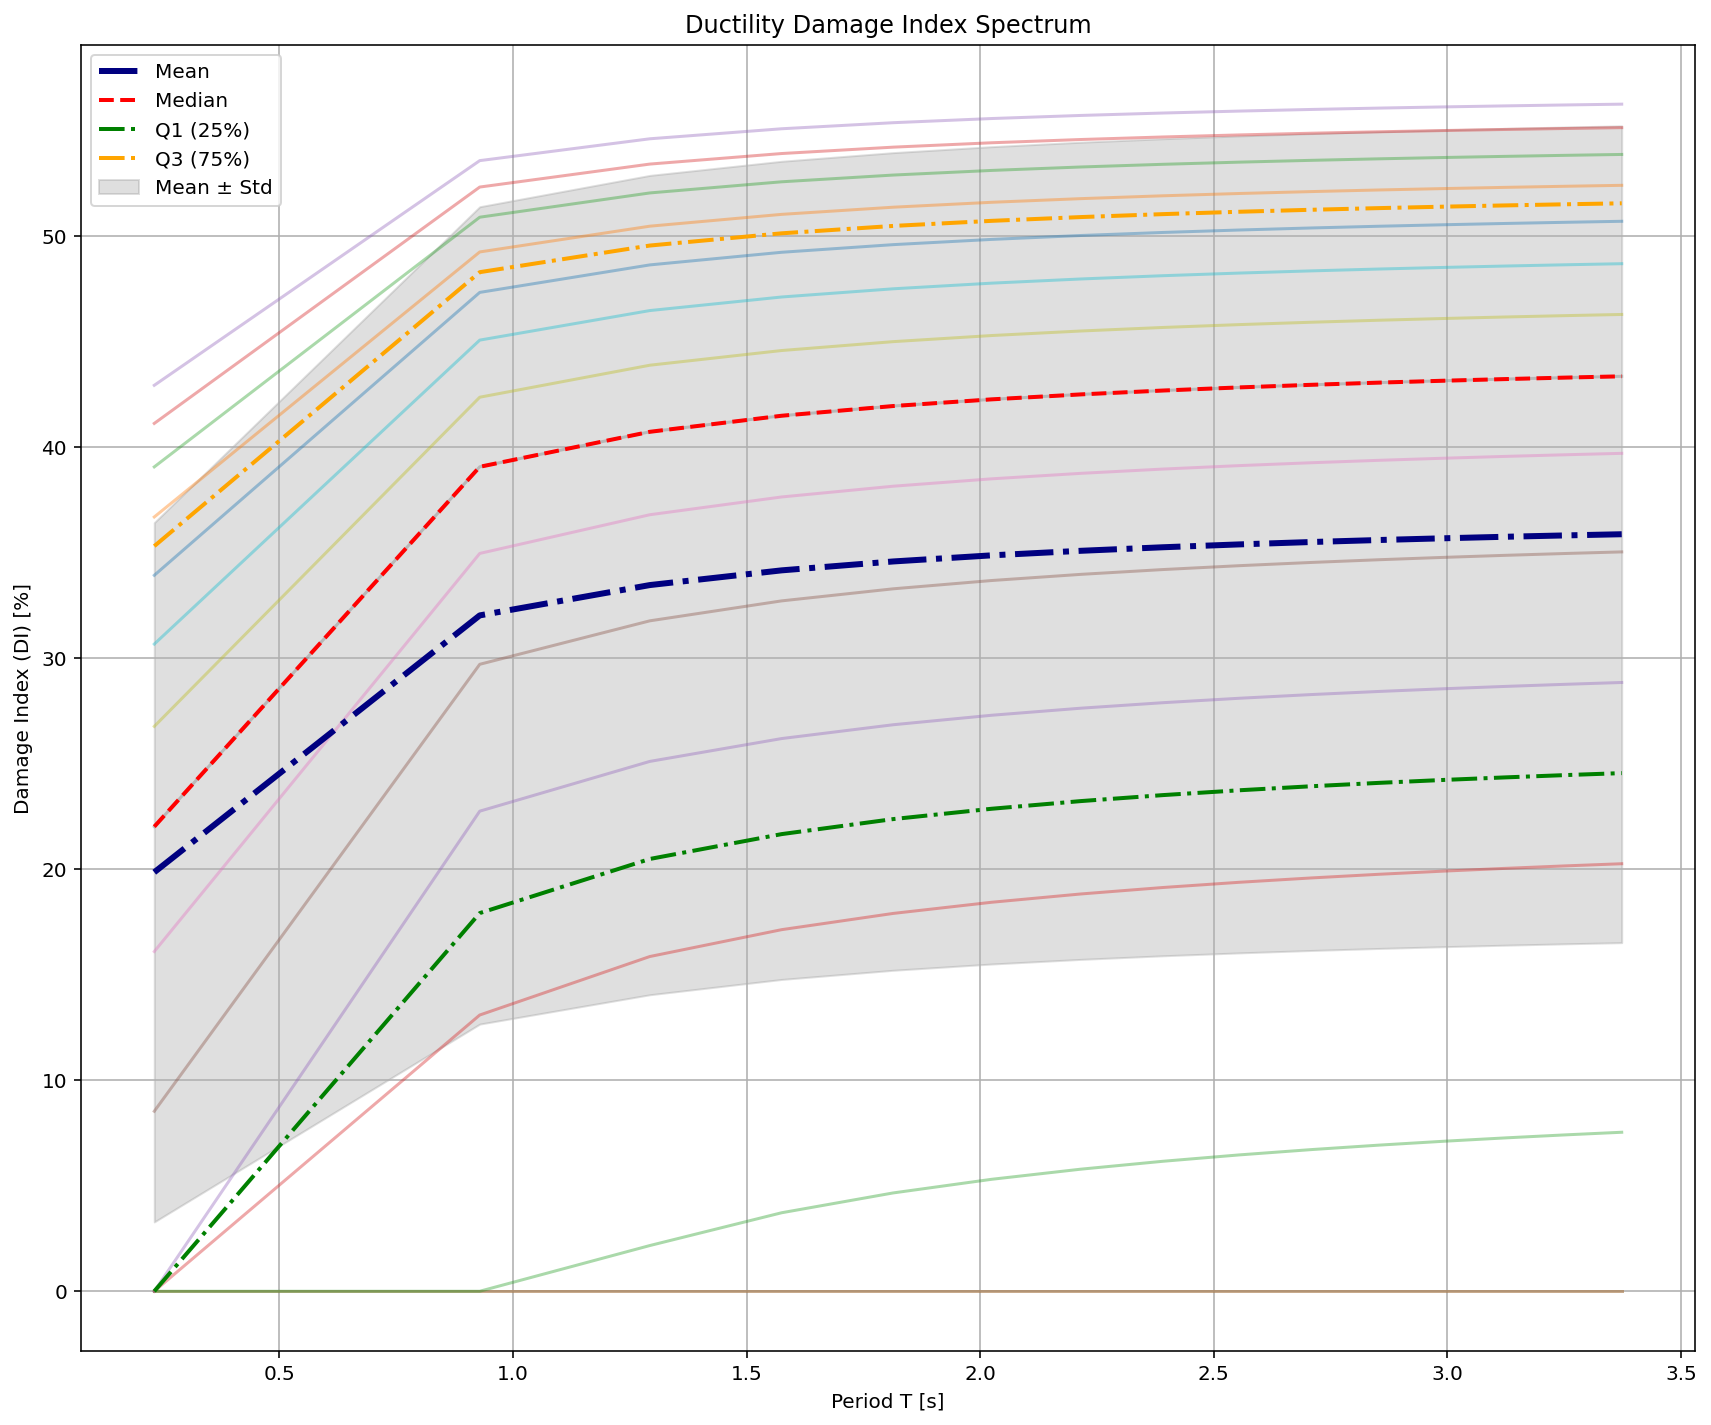 Ductility Damage Index Spectrum
Mean
Median
Q1 (25%)
Q3 (75%)
Mean ± Std
Damage Index (DI) [%]
50
40
30
20
10
0
0.5
1.0
1.5
2.0
2.5
3.0
3.5
Period T [s]